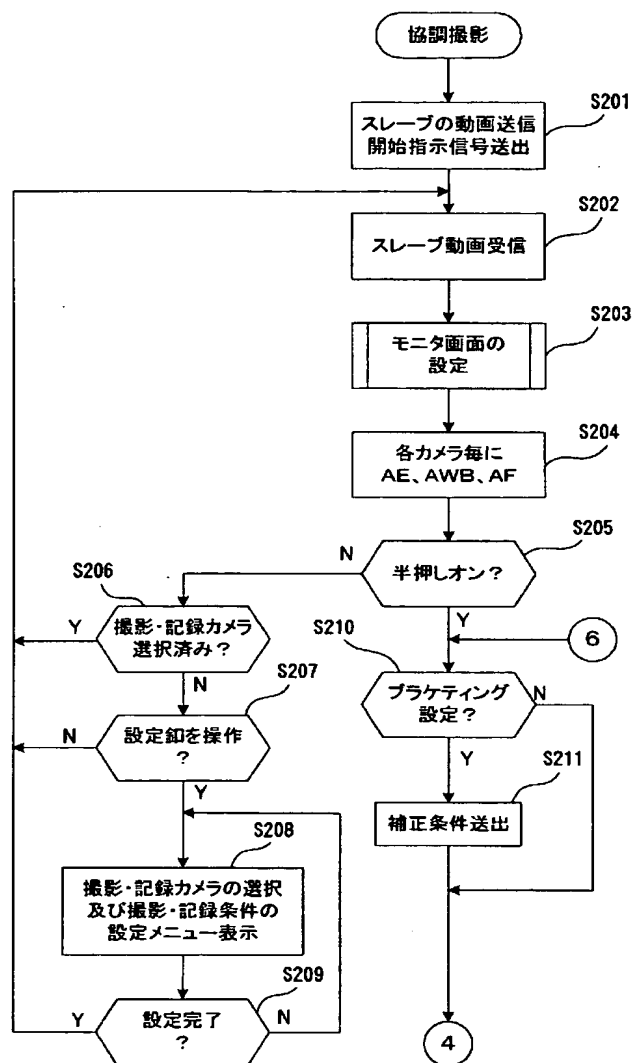 協調撮影
S201
スレーブの動画送信
開始指示信号送出
S202
スレーブ動画受信
S203
モニタ画面の
設定
S204
各カメラ毎に
AE、AWB、AF
S205
半押しオン？
N
Y
S206
撮影・記録カメラ
選択済み？
Y
N
S207
設定釦を操作
？
N
Y
S208
撮影・記録カメラの選択
及び撮影・記録条件の
設定メニュー表示
S209
設定完了
？
Y
N
6
S210
ブラケティング
設定？
N
Y
S211
補正条件送出
4